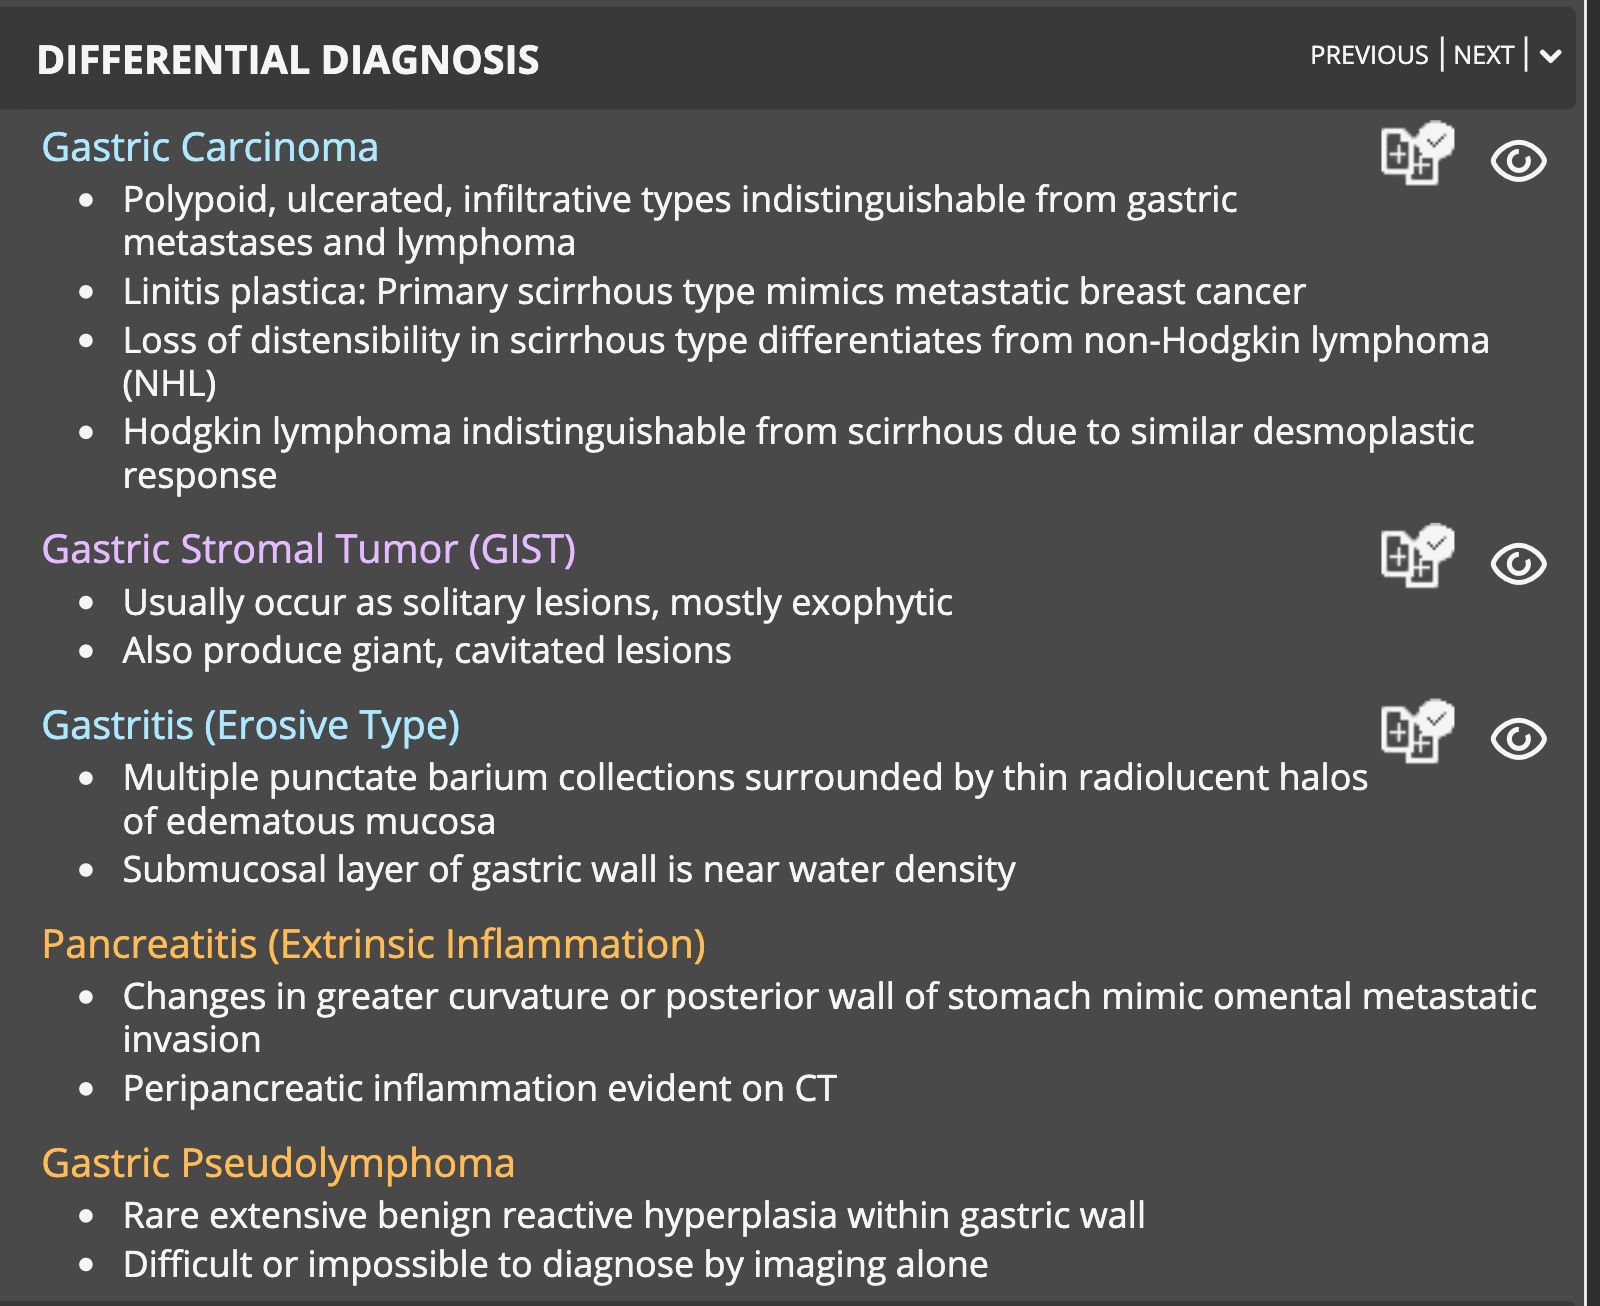 DIFFERENTIAL DIAGNOSIS
PREVIOUS | NEXT |
Gastric Carcinoma
• Polypoid, ulcerated, infiltrative types indistinguishable from gastric
metastases and lymphoma
• Linitis plastica: Primary scirrhous type mimics metastatic breast cancer
• Loss of distensibility in scirrhous type differentiates from non-Hodgkin lymphoma
(NHL)
• Hodgkin lymphoma indistinguishable from scirrhous due to similar desmoplastic
response
Gastric Stromal Tumor (GIST)
• Usually occur as solitary lesions, mostly exophytic
• Also produce giant, cavitated lesions
Gastritis (Erosive Type)
• Multiple punctate barium collections surrounded by thin radiolucent halos
of edematous mucosa
• Submucosal layer of gastric wall is near water density
Pancreatitis (Extrinsic Inflammation)
• Changes in greater curvature or posterior wall of stomach mimic omental metastatic
invasion
• Peripancreatic inflammation evident on CT
Gastric Pseudolymphoma
• Rare extensive benign reactive hyperplasia within gastric wall
• Difficult or impossible to diagnose by imaging alone